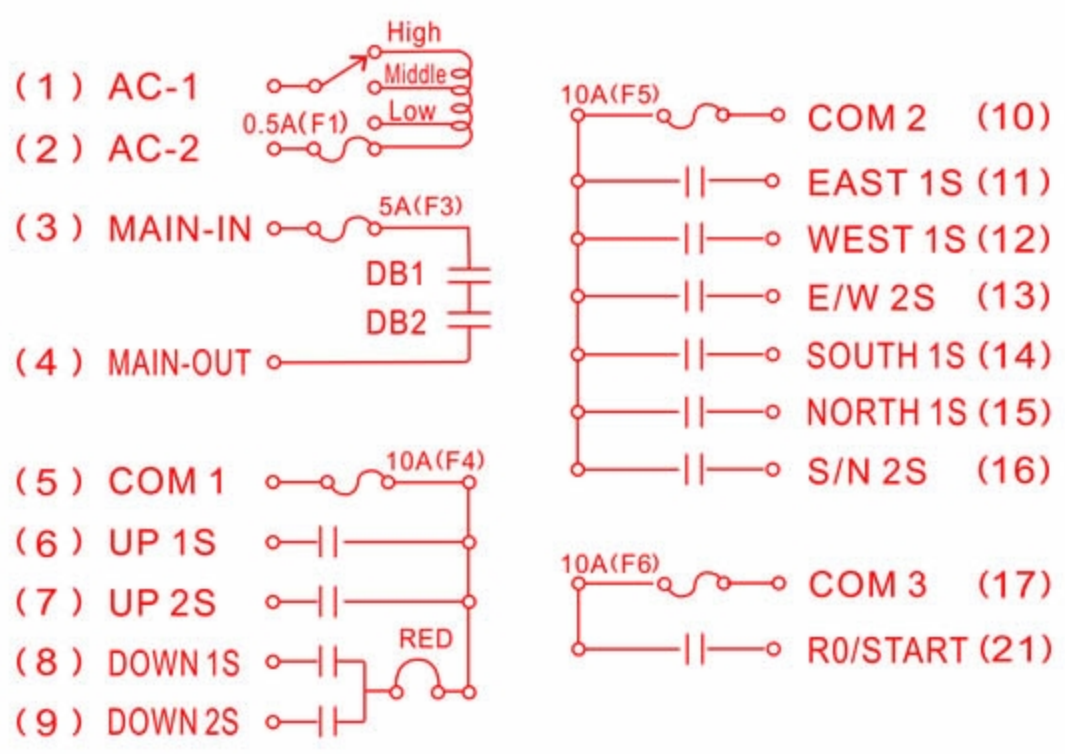 High
(1) AC-1
Middle
0.5A(F1)
Low
(2) AC-2
(3) MAIN-IN
5A(F3)
DB1
DB2
(4) MAIN-OUT
(5) COM 1
10A(F4)
(6) UP 1S
(7) UP 2S
RED
(8) DOWN 1S
(9) DOWN 2S
10A(F5)
COM 2 (10)
EAST 1S (11)
WEST 1S (12)
E/W 2S (13)
SOUTH 1S (14)
NORTH 1S (15)
S/N 2S (16)
10A(F6)
COM 3 (17)
R0/START (21)